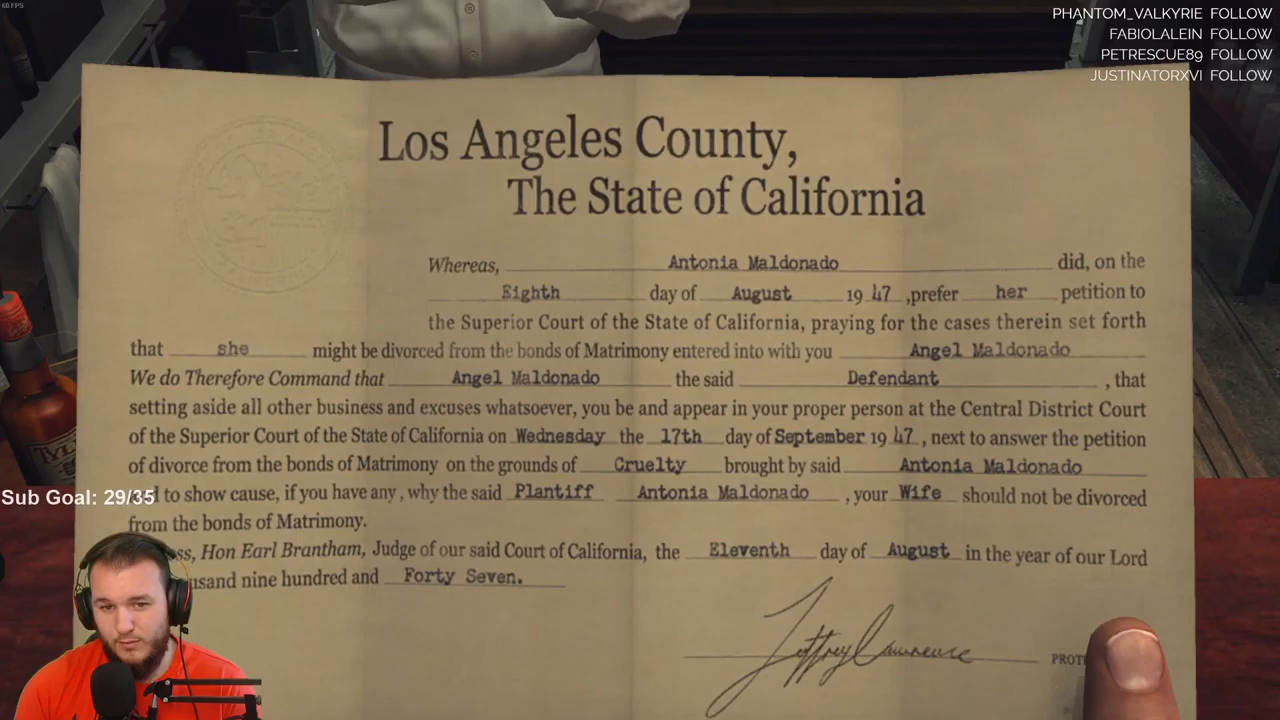 60 FPS
PHANTOM_VALKYRIE FOLLOW
FABIOLALEIN FOLLOW
PETRESCUE89 FOLLOW
JUSTINATORXVI FOLLOW
Los Angeles County,
The State of California
Whereas, Antonia Maldonado did, on the
Eighth day of August 19 47 ,prefer her petition to
the Superior Court of the State of California, praying for the cases therein set forth
that she might be divorced from the bonds of Matrimony entered into with you Angel Maldonado
We do Therefore Command that Angel Maldonado the said Defendant , that
setting aside all other business and excuses whatsoever, you be and appear in your proper person at the Central District Court
of the Superior Court of the State of California on Wednesday the 17th day of September 19 47 , next to answer the petition
of divorce from the bonds of Matrimony on the grounds of Cruelty brought by said Antonia Maldonado
to show cause, if you have any , why the said Plantiff Antonia Maldonado , your Wife should not be divorced
Sub Goal: 29/35
from the bonds of Matrimony.
Hon Earl Brantham, Judge of our said Court of California, the Eleventh day of August in the year of our Lord
nine hundred and Forty Seven.
Jeffrey Lawrence